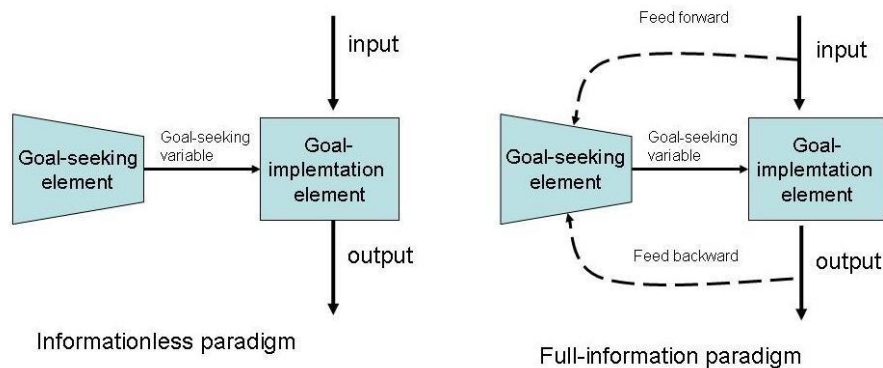 input
Goal-seeking
variable
Goal-seeking
element
Goal-
implemtation
element
output
Informationless paradigm
Feed forward
input
Goal-seeking
variable
Goal-seeking
element
Goal-
implemtation
element
Feed backward
output
Full-information paradigm